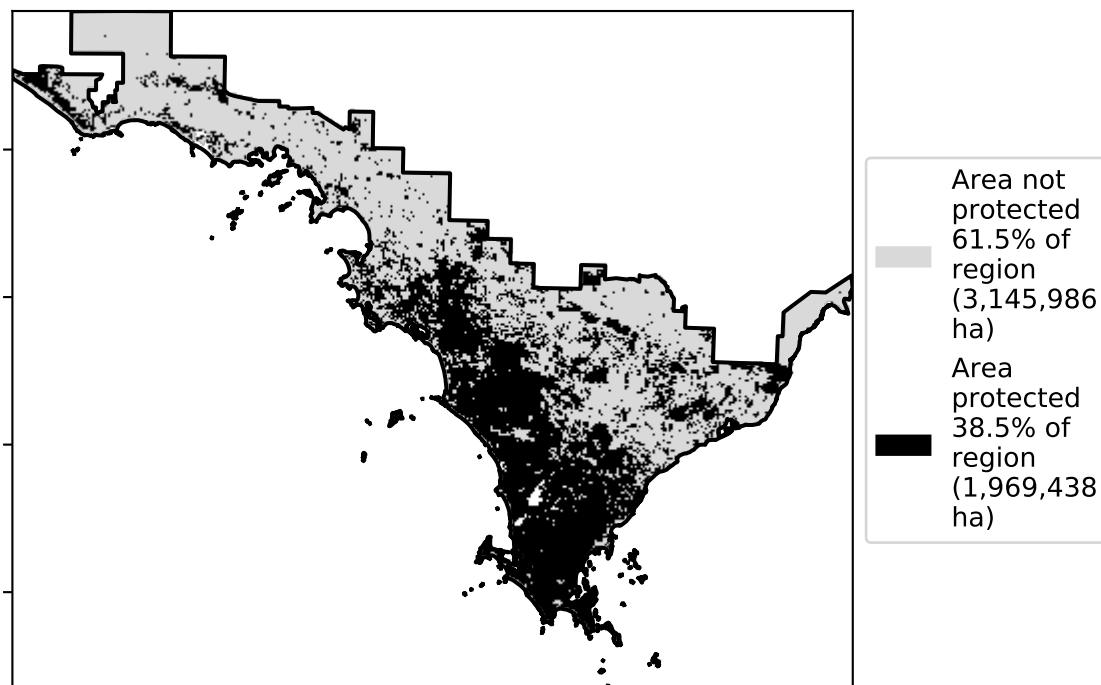 Area not
protected
61.5% of
region
(3,145,986
ha)
Area
protected
38.5% of
region
(1,969,438
ha)